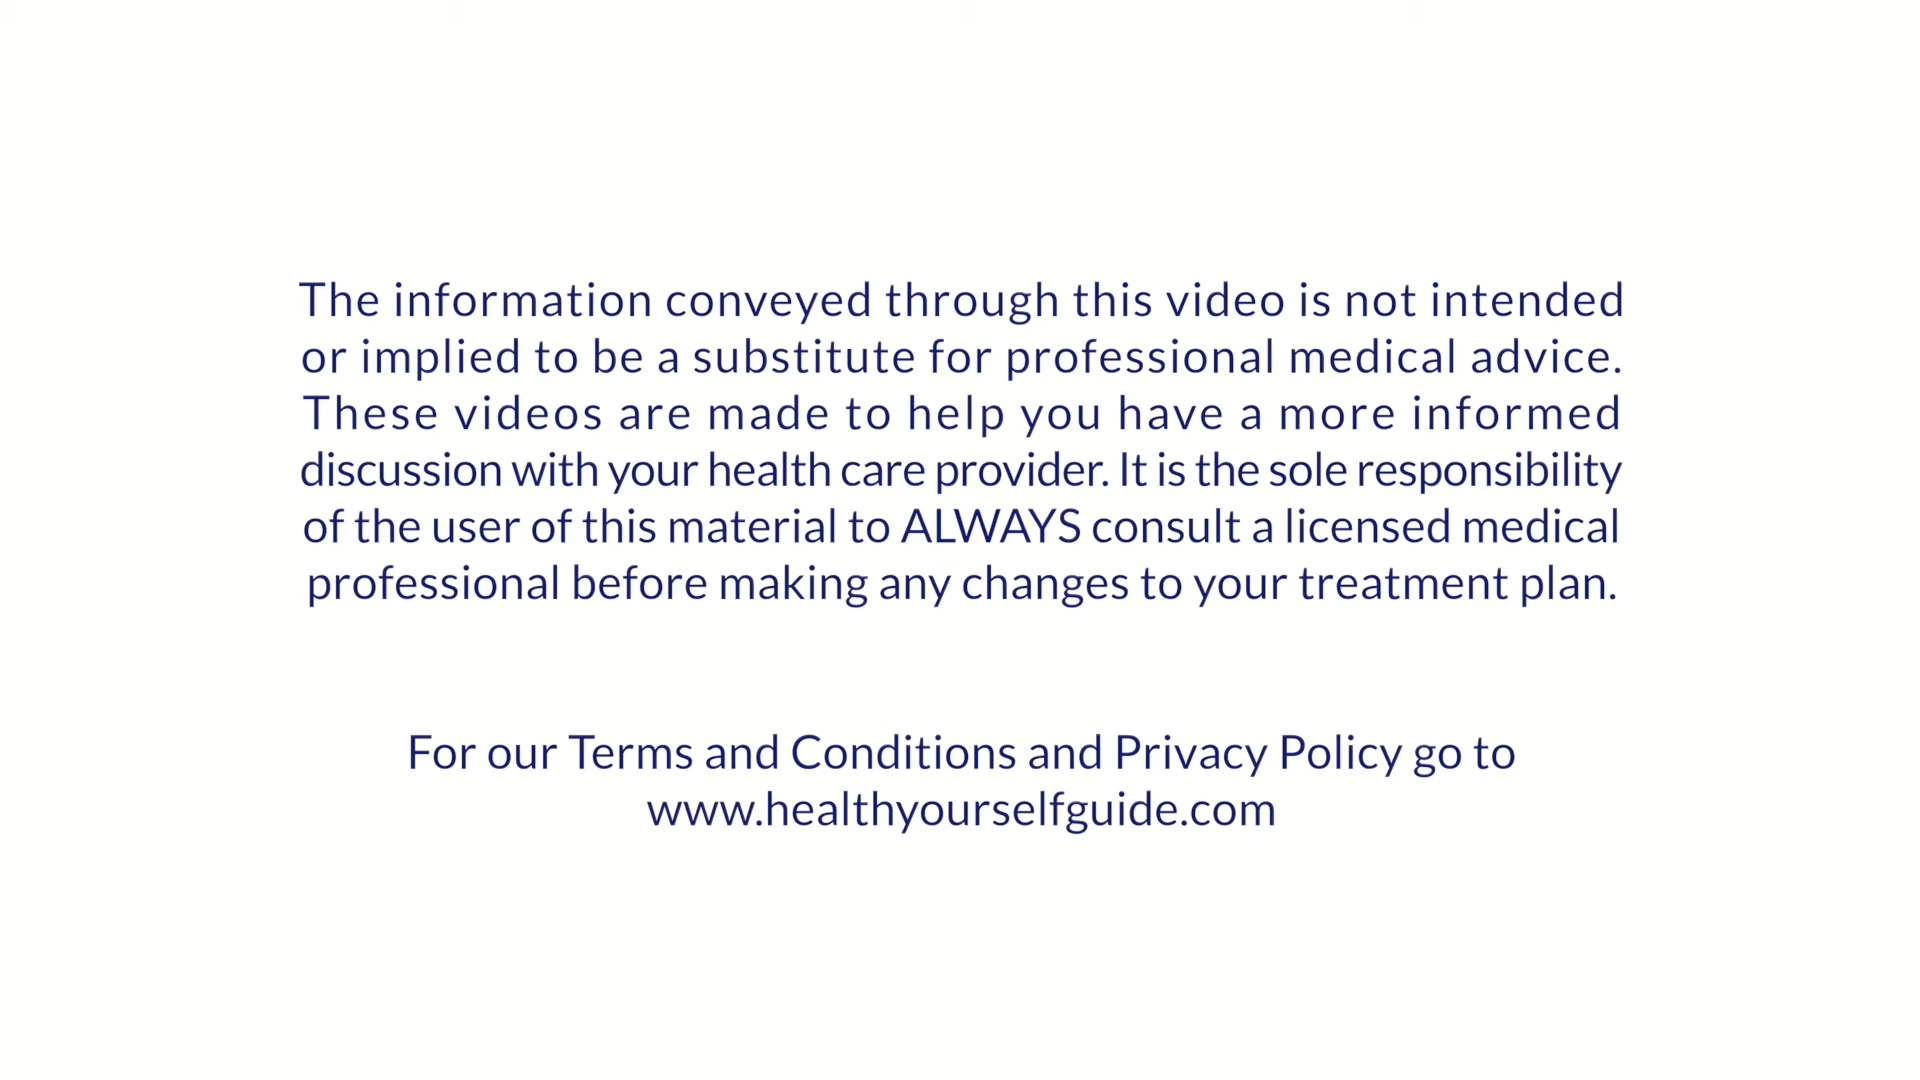 The information conveyed through this video is not intended
or implied to be a substitute for professional medical advice.
These videos are made to help you have a more informed
discussion with your health care provider. It is the sole responsibility
of the user of this material to ALWAYS consult a licensed medical
professional before making any changes to your treatment plan.
For our Terms and Conditions and Privacy Policy go to
www.healthyourselfguide.com